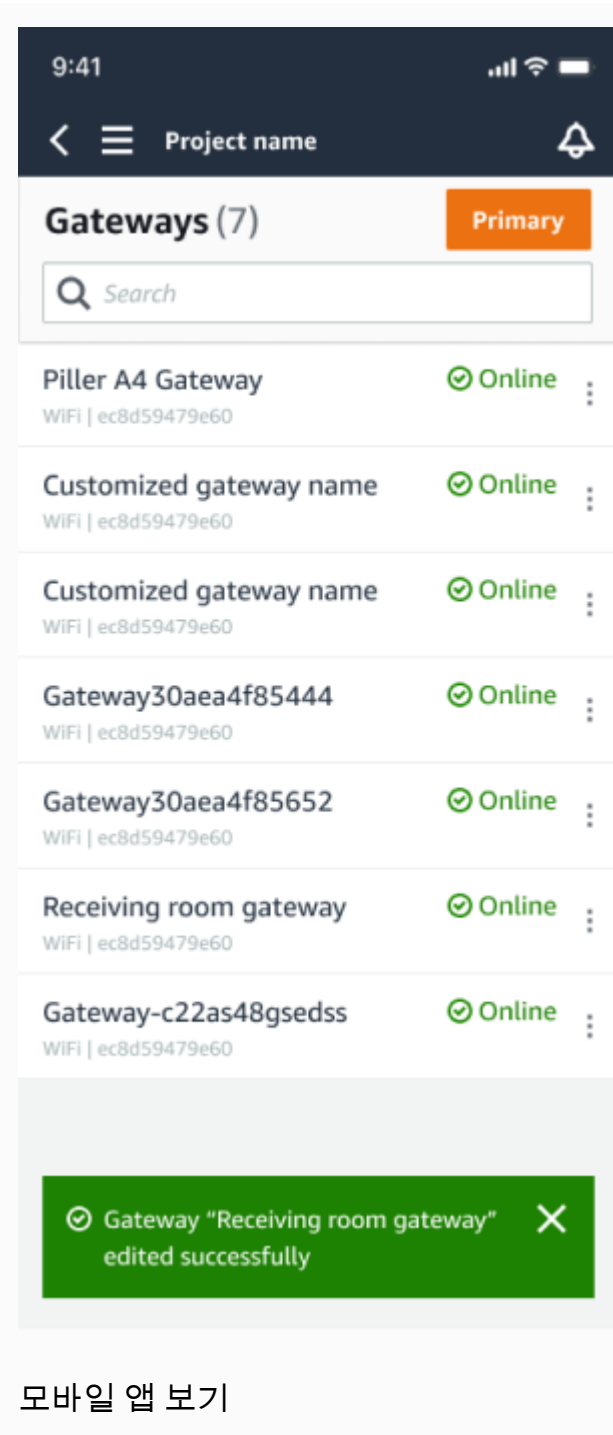 9:41
Project name
Gateways (7)
Primary
Search
Piller A4 Gateway
Online
WiFi | ec8d59479e60
Customized gateway name
Online
WiFi | ec8d59479e60
Customized gateway name
Online
WiFi | ec8d59479e60
Gateway30aea4f85444
Online
WiFi | ec8d59479e60
Gateway30aea4f85652
Online
WiFi | ec8d59479e60
Receiving room gateway
Online
WiFi | ec8d59479e60
Gateway-c22as48gsedss
Online
WiFi | ec8d59479e60
Gateway “Receiving room gateway”
edited successfully
모바일 앱 보기